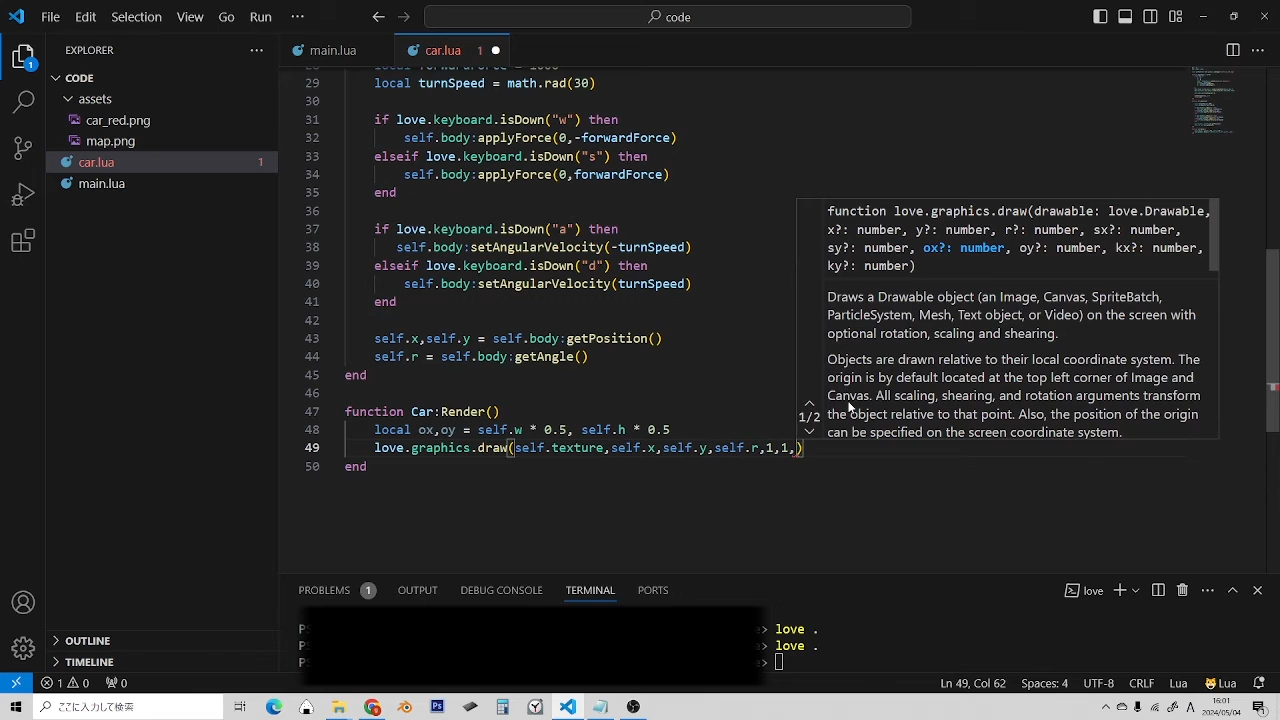 File Edit Selection View Go Run ··· code
EXPLORER ···
main.lua car.lua 1
CODE
assets
car_red.png
map.png
car.lua 1
main.lua
29 local turnSpeed = math.rad(30)
30
31 if love.keyboard.isDown("w") then
32 self.body:applyForce(0,-forwardForce)
33 elseif love.keyboard.isDown("s") then
34 self.body:applyForce(0,forwardForce)
35 end
36
37 if love.keyboard.isDown("a") then
38 self.body:setAngularVelocity(-turnSpeed)
39 elseif love.keyboard.isDown("d") then
40 self.body:setAngularVelocity(turnSpeed)
41 end
42
43 self.x,self.y = self.body:getPosition()
44 self.r = self.body:getAngle()
45 end
46
47 function Car:Render()
48 local ox,oy = self.w * 0.5, self.h * 0.5
49 love.graphics.draw(self.texture,self.x,self.y,self.r,1,1,)
50 end
function love.graphics.draw(drawable: love.Drawable,
x?: number, y?: number, r?: number, sx?: number,
sy?: number, ox?: number, oy?: number, kx?: number,
ky?: number)
Draws a Drawable object (an Image, Canvas, SpriteBatch,
ParticleSystem, Mesh, Text object, or Video) on the screen with
optional rotation, scaling and shearing.
Objects are drawn relative to their local coordinate system. The
origin is by default located at the top left corner of Image and
Canvas. All scaling, shearing, and rotation arguments transform
the object relative to that point. Also, the position of the origin
can be specified on the screen coordinate system.
1/2
PROBLEMS 1 OUTPUT DEBUG CONSOLE TERMINAL PORTS love
> love .
> love .
>
OUTLINE
TIMELINE
1 0 0 Ln 49, Col 62 Spaces: 4 UTF-8 CRLF Lua Lua
ここに入力して検索
A 16:01
2024/05/04